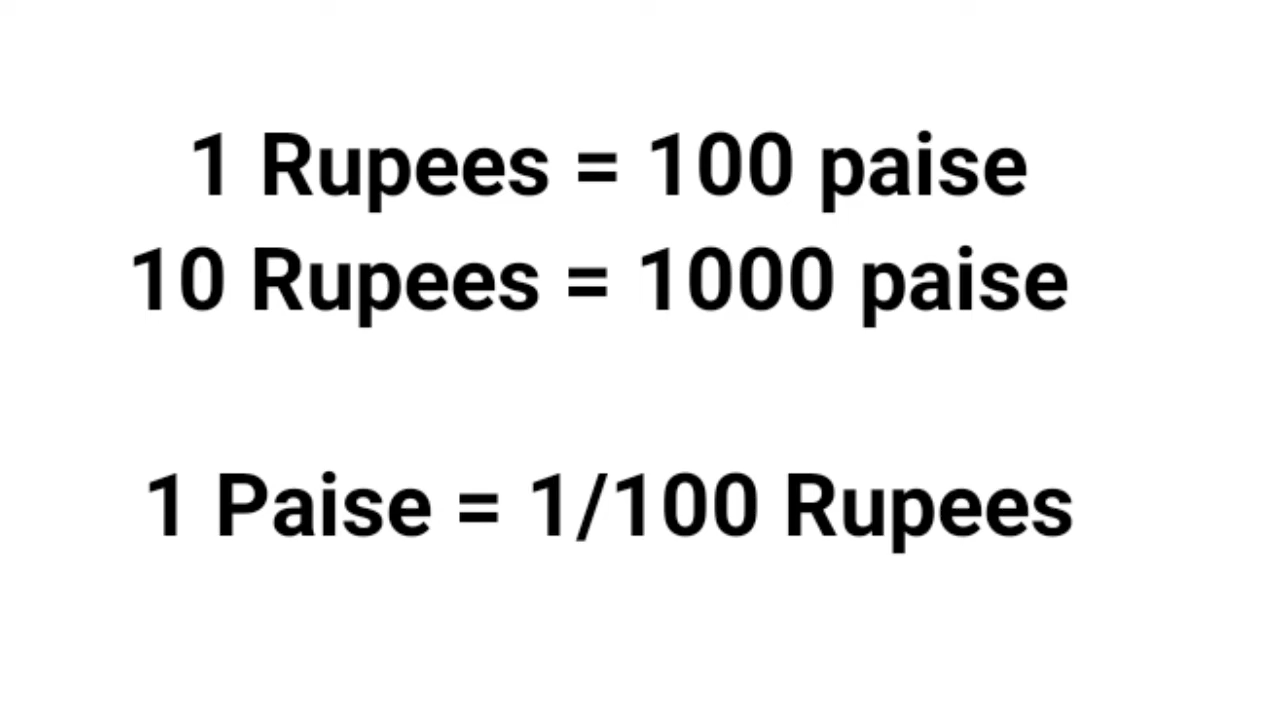 1 Rupees = 100 paise
10 Rupees = 1000 paise
1 Paise = 1/100 Rupees